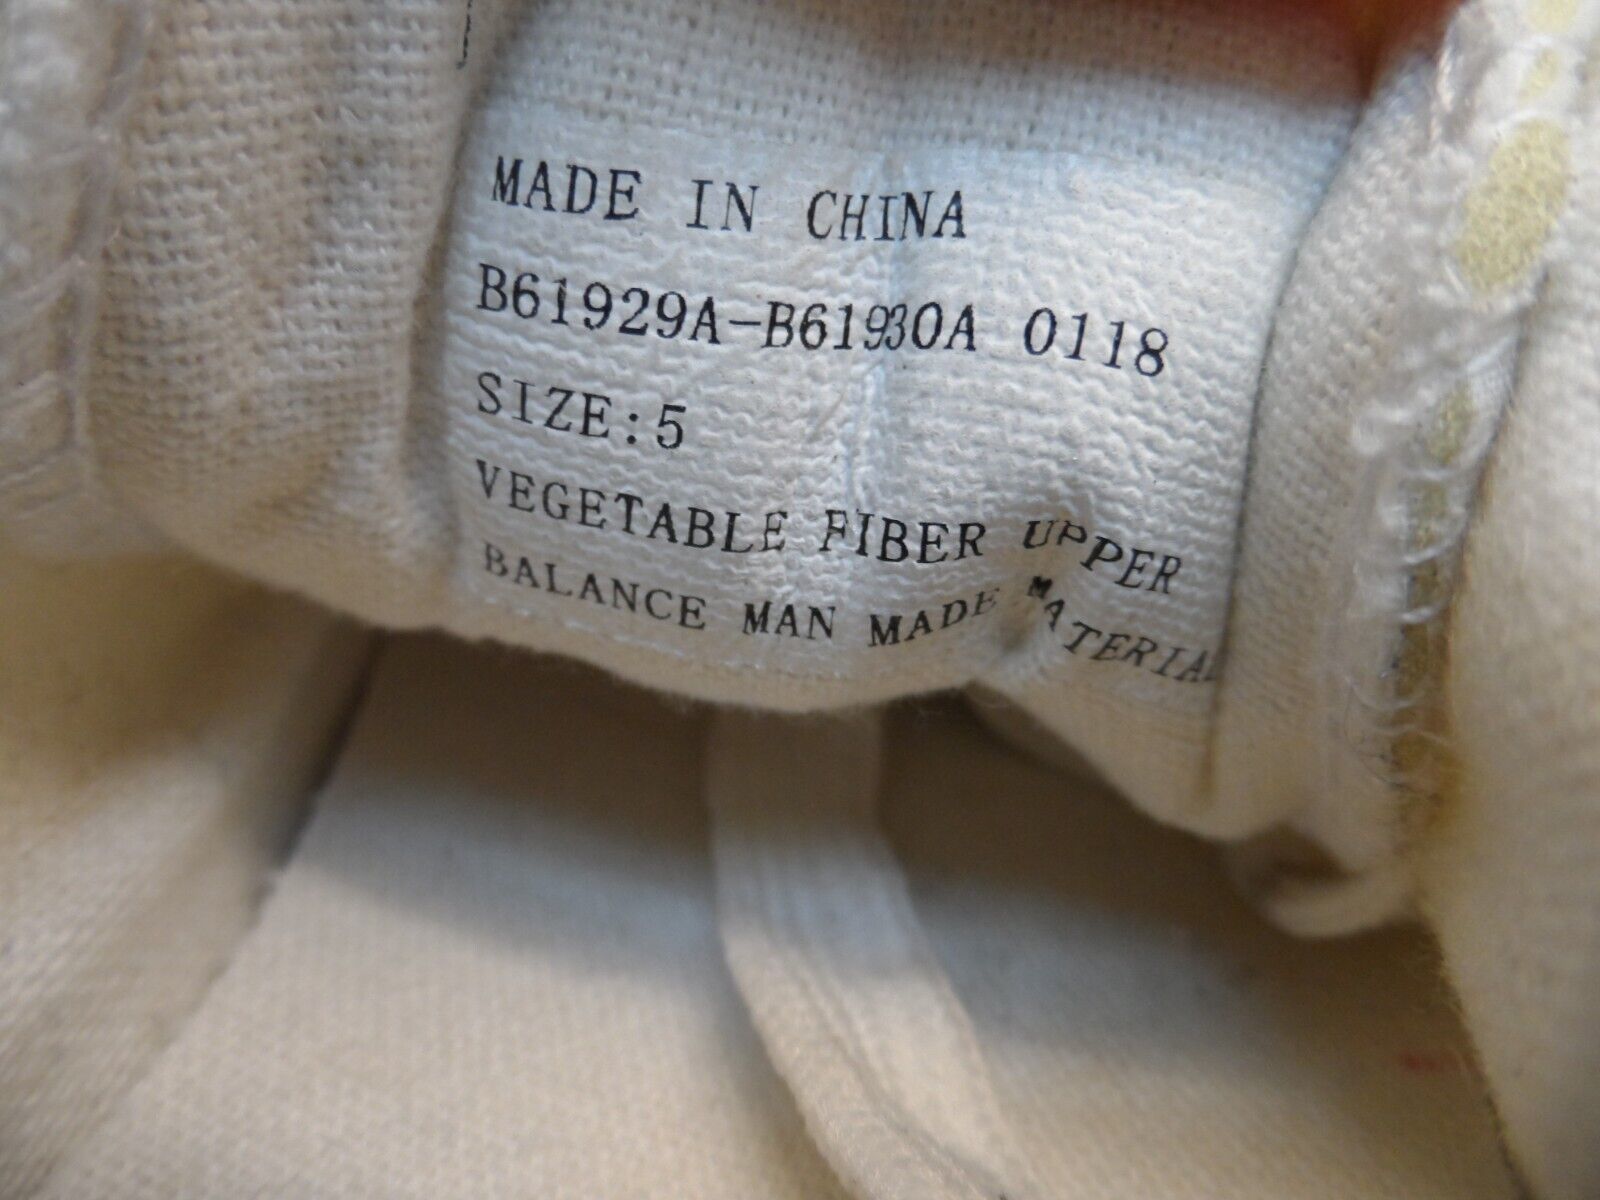 MADE IN CHINA
B61929A-B61930A 0118
SIZE:5
VEGETABLE FIBER UPPER
BALANCE MAN MADE MATERIAL